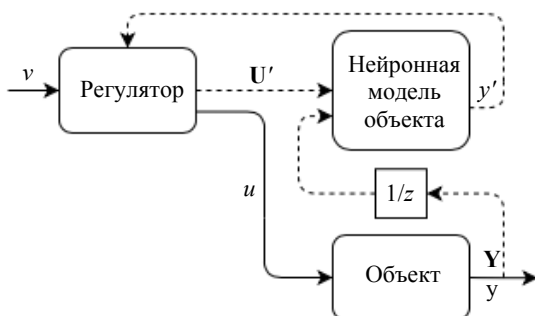 v
Регулятор
U′
Нейронная
модель
объекта
y′
1/z
u
Объект
Y
y